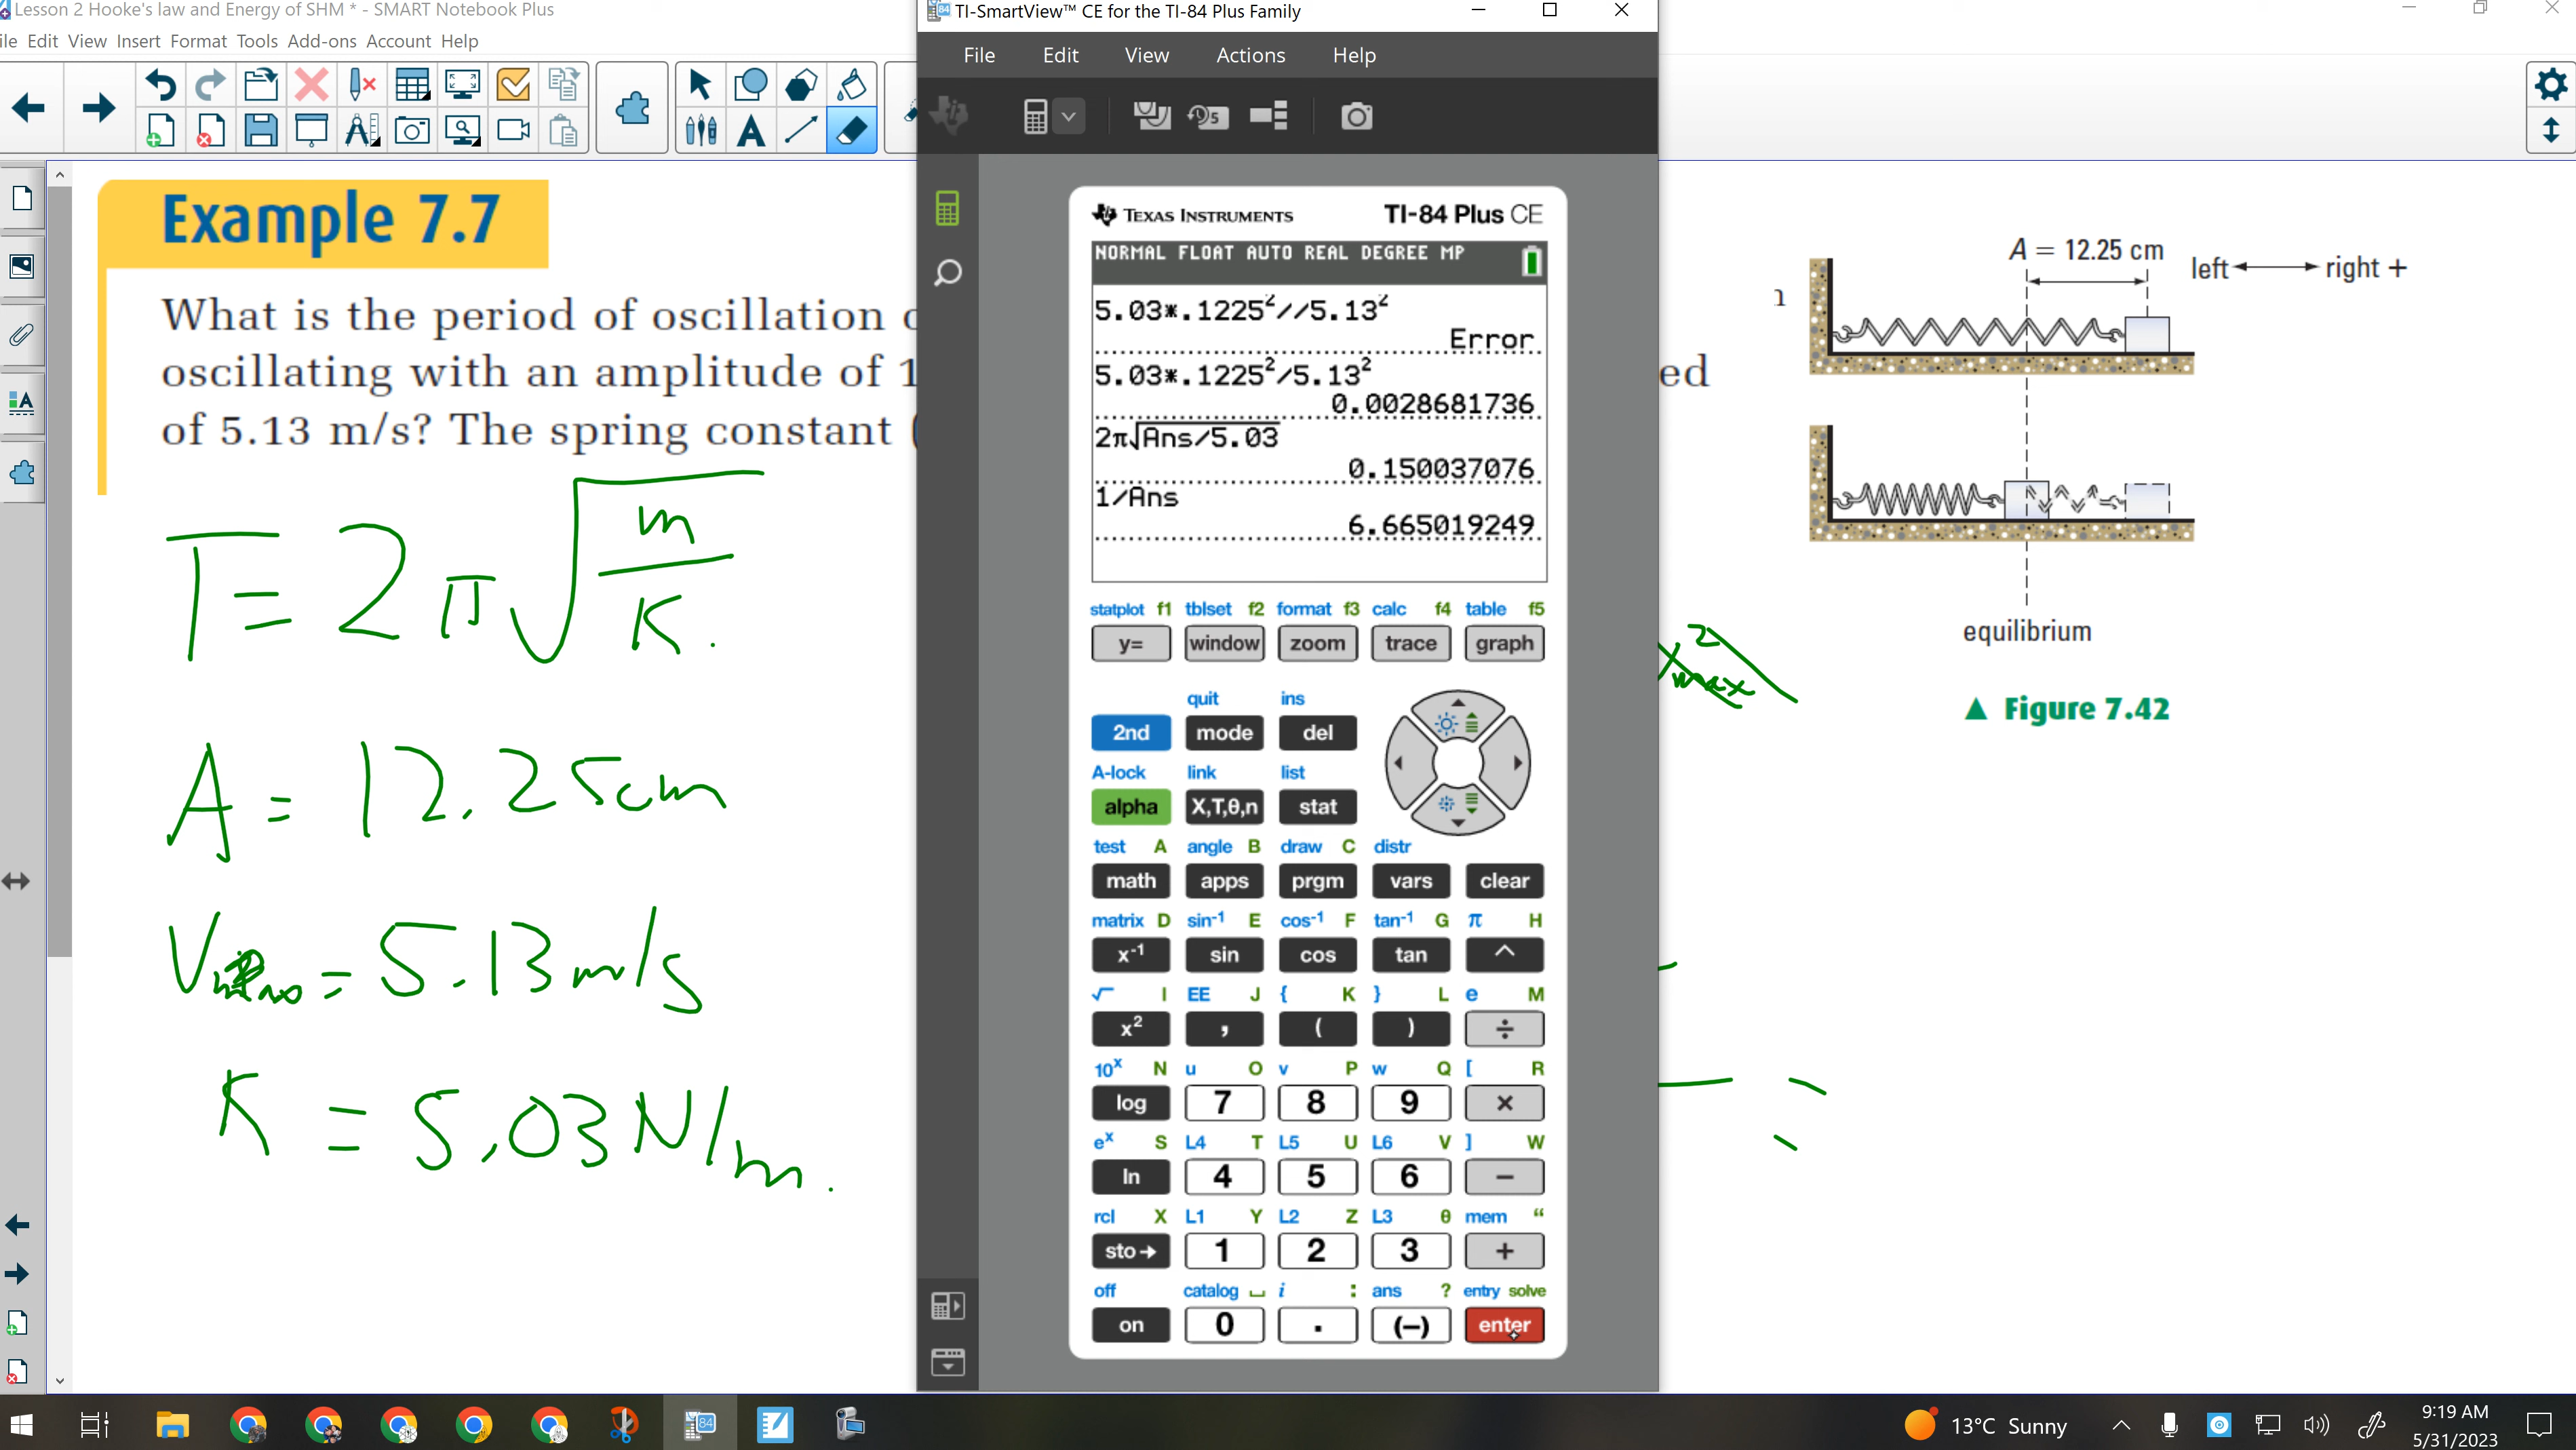 Lesson 2 Hooke's law and Energy of SHM * - SMART Notebook Plus
ile Edit View Insert Format Tools Add-ons Account Help
Example 7.7
What is the period of oscillation
oscillating with an amplitude of 1
ed
of 5.13 m/s? The spring constant (
T = 2π√m/K.
A = 12.25cm
= 5.13 m/s
K = 5.03 N/m.
TI-SmartView™ CE for the TI-84 Plus Family
File Edit View Actions Help
TEXAS INSTRUMENTS TI-84 Plus CE
NORMAL FLOAT AUTO REAL DEGREE MP
5.03*.1225²//5.13²
Error
5.03*.1225²/5.13²
0.0028681736
2π√Ans/5.03
0.150037076
1/Ans
6.665019249
statplot f1 tblset f2 format f3 calc f4 table f5
y= window zoom trace graph
quit ins
2nd mode del
A-lock link list
alpha X,T,θ,n stat
test A angle B draw C distr
math apps prgm vars clear
matrix D sin⁻¹ E cos⁻¹ F tan⁻¹ G π H
x⁻¹ sin cos tan ^
√ I EE J { K } L e M
x² , ( ) ÷
10ˣ N u O v P w Q [ R
log 7 8 9 ×
eˣ S L4 T L5 U L6 V ] W
ln 4 5 6 −
rcl X L1 Y L2 Z L3 θ mem “
sto→ 1 2 3 +
off catalog ⎵ i : ans ? entry solve
on 0 . (−) enter
A = 12.25 cm
left right +
equilibrium
▲ Figure 7.42
2
max
=
84
13°C Sunny
9:19 AM
5/31/2023